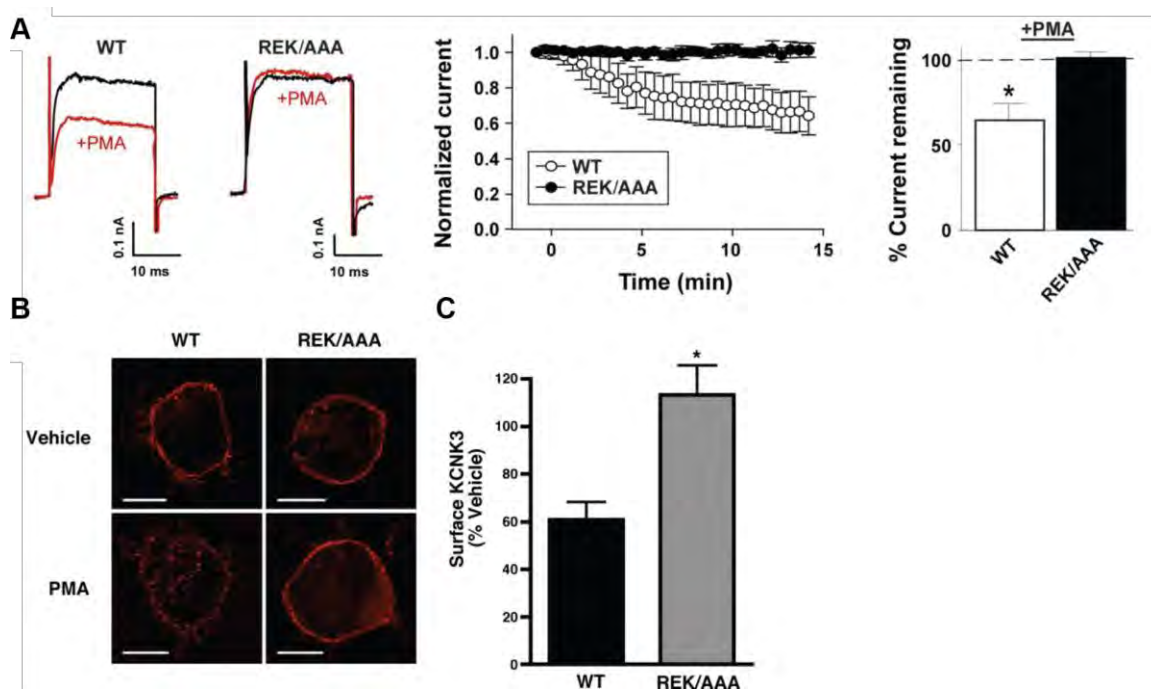 A
WT
REK/AAA
+PMA
+PMA
0.1 nA
10 ms
0.1 nA
10 ms
Normalized current
1.0
0.8
0.6
0.4
0.2
0.0
WT
REK/AAA
0
5
10
15
Time (min)
+PMA
% Current remaining
100
50
0
*
WT
REK/AAA
B
WT
REK/AAA
Vehicle
PMA
C
Surface KCNK3
(% Vehicle)
120
100
80
60
40
20
0
*
WT
REK/AAA